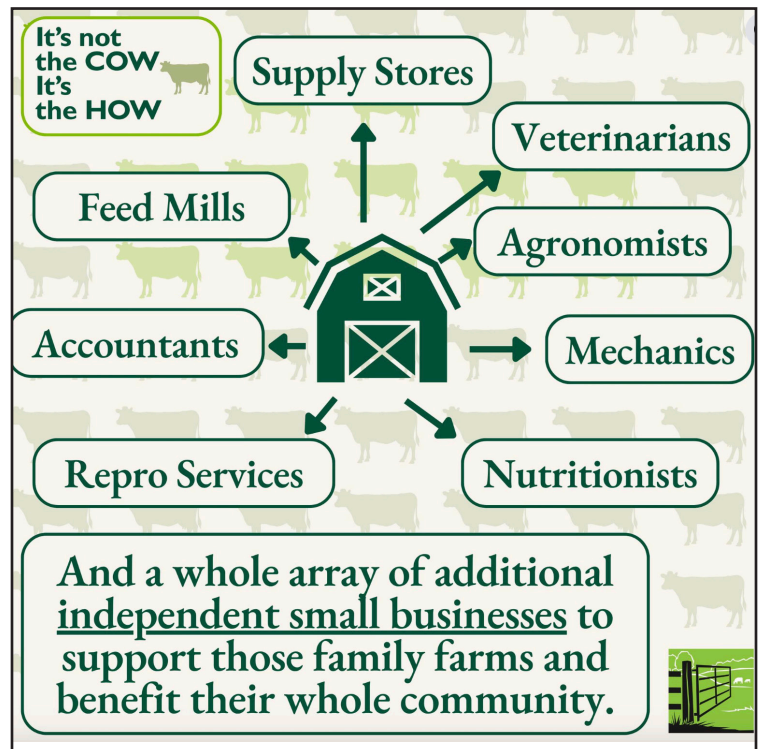 It's not
the COW
It's
the HOW
Supply Stores
Veterinarians
Feed Mills
Agronomists
Accountants
Mechanics
Repro Services
Nutritionists
And a whole array of additional
independent small businesses to
support those family farms and
benefit their whole community.